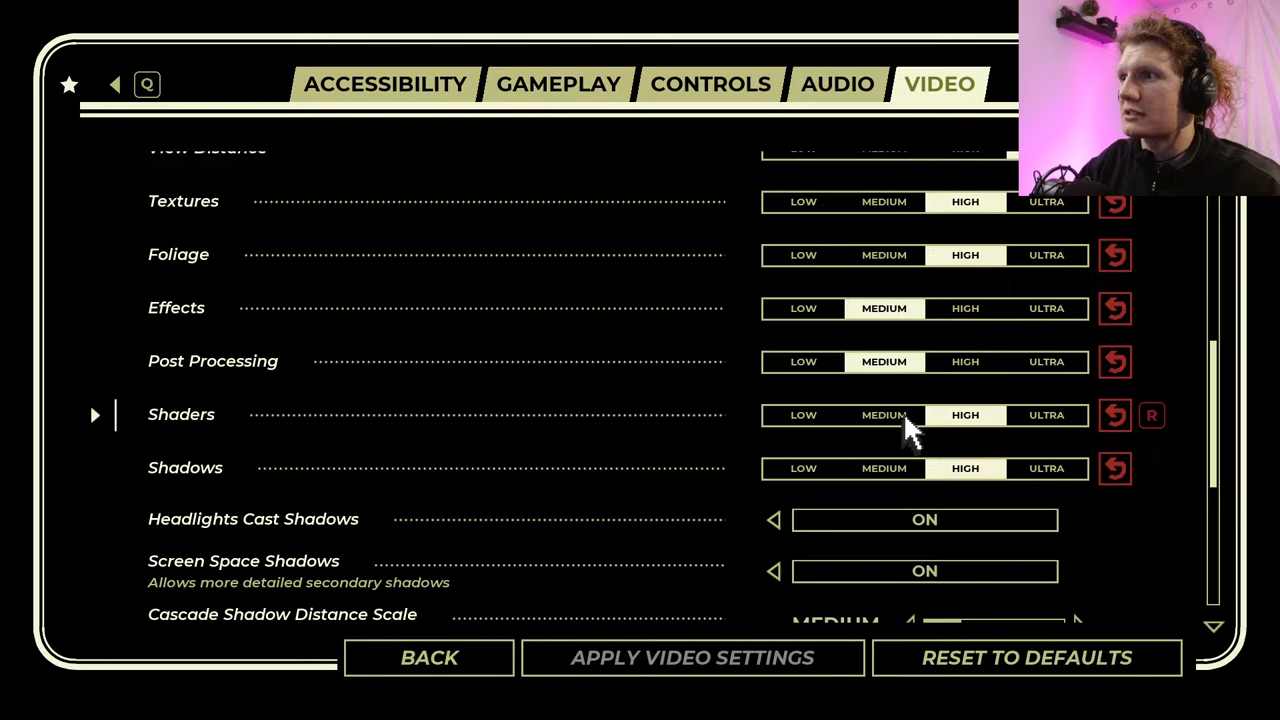 Q
ACCESSIBILITY GAMEPLAY CONTROLS AUDIO VIDEO
View Distance
Textures LOW MEDIUM HIGH ULTRA
Foliage LOW MEDIUM HIGH ULTRA
Effects LOW MEDIUM HIGH ULTRA
Post Processing LOW MEDIUM HIGH ULTRA
Shaders LOW MEDIUM HIGH ULTRA R
Shadows LOW MEDIUM HIGH ULTRA
Headlights Cast Shadows ON
Screen Space Shadows ON
Allows more detailed secondary shadows
Cascade Shadow Distance Scale MEDIUM
BACK APPLY VIDEO SETTINGS RESET TO DEFAULTS